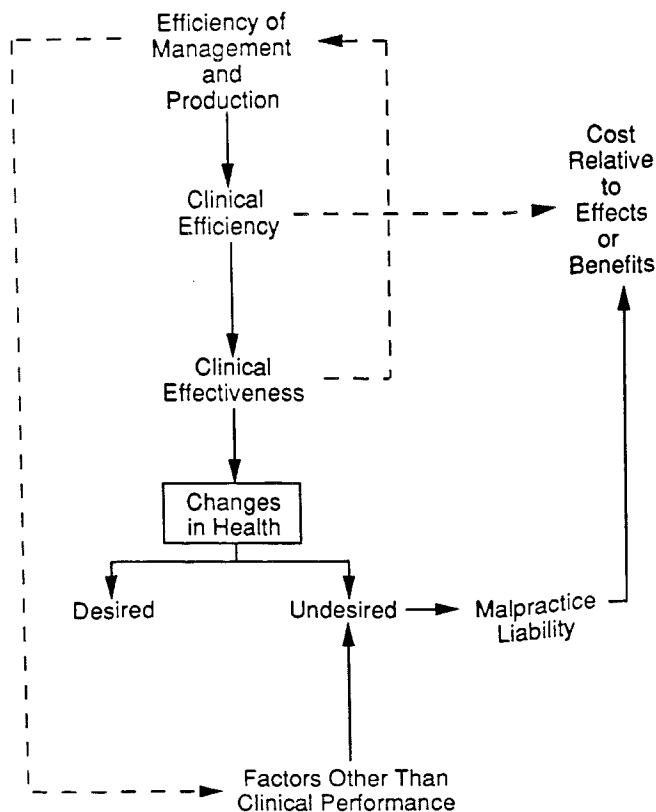 Efficiency of
Management
and
Production
Cost
Relative
to
Effects
or
Benefits
Clinical
Efficiency
Clinical
Effectiveness
Changes
in Health
Desired
Undesired
Malpractice
Liability
Factors Other Than
Clinical Performance